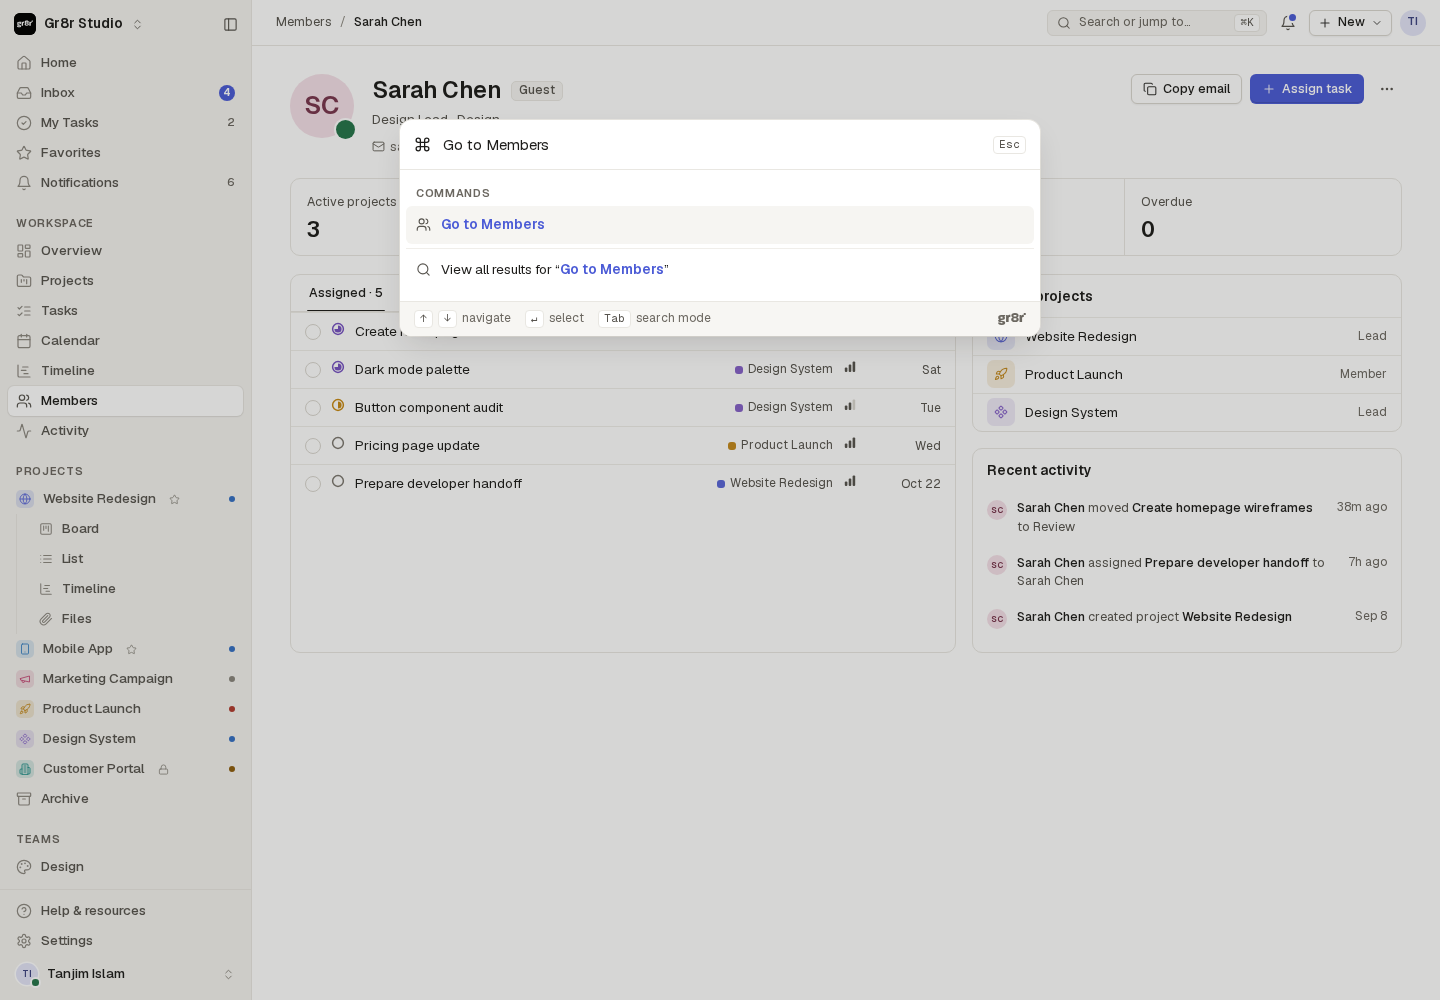 gr8r
Gr8r Studio
Home
Inbox 4
My Tasks 2
Favorites
Notifications 6
WORKSPACE
Overview
Projects
Tasks
Calendar
Timeline
Members
Activity
PROJECTS
Website Redesign
Board
List
Timeline
Files
Mobile App
Marketing Campaign
Product Launch
Design System
Customer Portal
Archive
TEAMS
Design
Help & resources
Settings
TI Tanjim Islam
Members / Sarah Chen
Search or jump to... ⌘K
New
TI
SC
Sarah Chen Guest
Copy email
Assign task
Go to Members Esc
COMMANDS
Go to Members
View all results for “Go to Members”
↑ ↓ navigate ↵ select Tab search mode gr8r
Active projects
3
Overdue
0
Assigned · 5
Create
Dark mode palette Design System Sat
Button component audit Design System Tue
Pricing page update Product Launch Wed
Prepare developer handoff Website Redesign Oct 22
projects
Website Redesign Lead
Product Launch Member
Design System Lead
Recent activity
SC Sarah Chen moved Create homepage wireframes 38m ago
to Review
SC Sarah Chen assigned Prepare developer handoff to 7h ago
Sarah Chen
SC Sarah Chen created project Website Redesign Sep 8